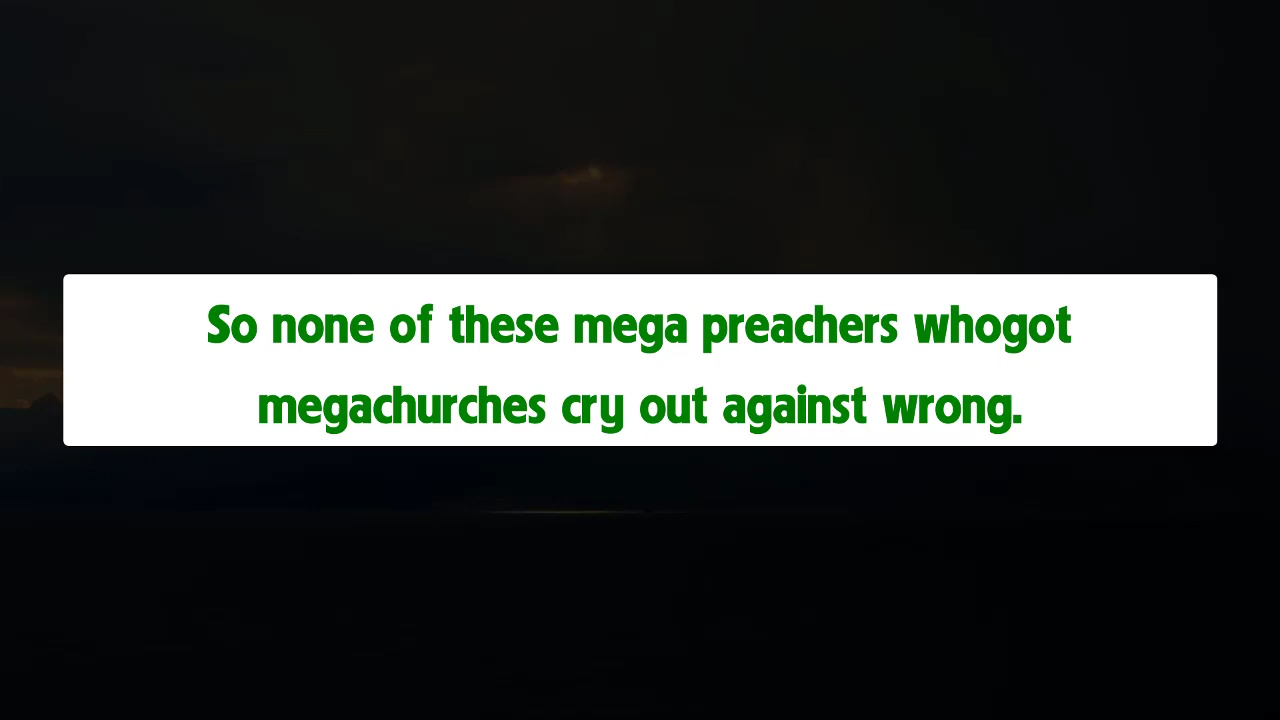 So none of these mega preachers whogot
megachurches cry out against wrong.